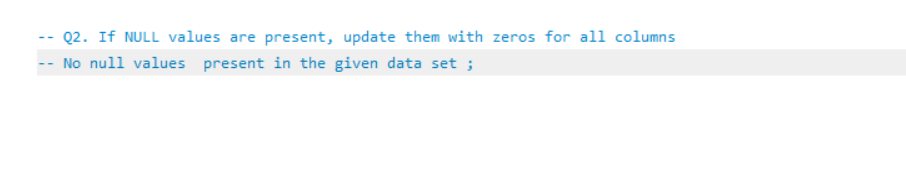 -- Q2. If NULL values are present, update them with zeros for all columns
-- No null values  present in the given data set ;